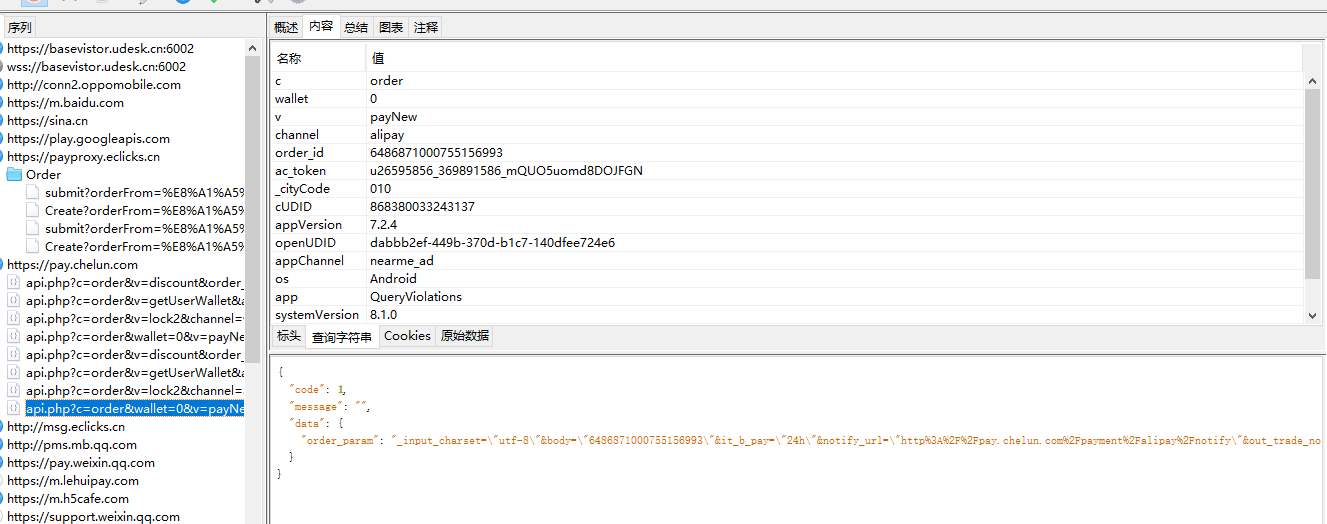 序列
https://basevistor.udesk.cn:6002
wss://basevistor.udesk.cn:6002
http://conn2.oppomobile.com
https://m.baidu.com
https://sina.cn
https://play.googleapis.com
https://payproxy.eclicks.cn
Order
submit?orderFrom=%E8%A1%A5%
Create?orderFrom=%E8%A1%A5%
submit?orderFrom=%E8%A1%A5%
Create?orderFrom=%E8%A1%A5%
https://pay.chelun.com
api.php?c=order&v=discount&order_
api.php?c=order&v=getUserWallet&a
api.php?c=order&v=lock2&channel=
api.php?c=order&wallet=0&v=payNe
api.php?c=order&v=discount&order_
api.php?c=order&v=getUserWallet&a
api.php?c=order&v=lock2&channel=
api.php?c=order&wallet=0&v=payNe
http://msg.eclicks.cn
http://pms.mb.qq.com
https://pay.weixin.qq.com
https://m.lehuipay.com
https://m.h5cafe.com
https://support.weixin.qq.com
概述 内容 总结 图表 注释
名称 值
c order
wallet 0
v payNew
channel alipay
order_id 6486871000755156993
ac_token u26595856_369891586_mQUO5uomd8DOJFGN
_cityCode 010
cUDID 868380033243137
appVersion 7.2.4
openUDID dabbb2ef-449b-370d-b1c7-140dfee724e6
appChannel nearme_ad
os Android
app QueryViolations
systemVersion 8.1.0
标头 查询字符串 Cookies 原始数据
{
"code": 1,
"message": "",
"data": {
"order_param": "_input_charset=\"utf-8\"&body=\"6486871000755156993\"&it_b_pay=\"24h\"&notify_url=\"http%3A%2F%2Fpay.chelun.com%2Fpayment%2Falipay%2Fnotify\"&out_trade_no
}
}